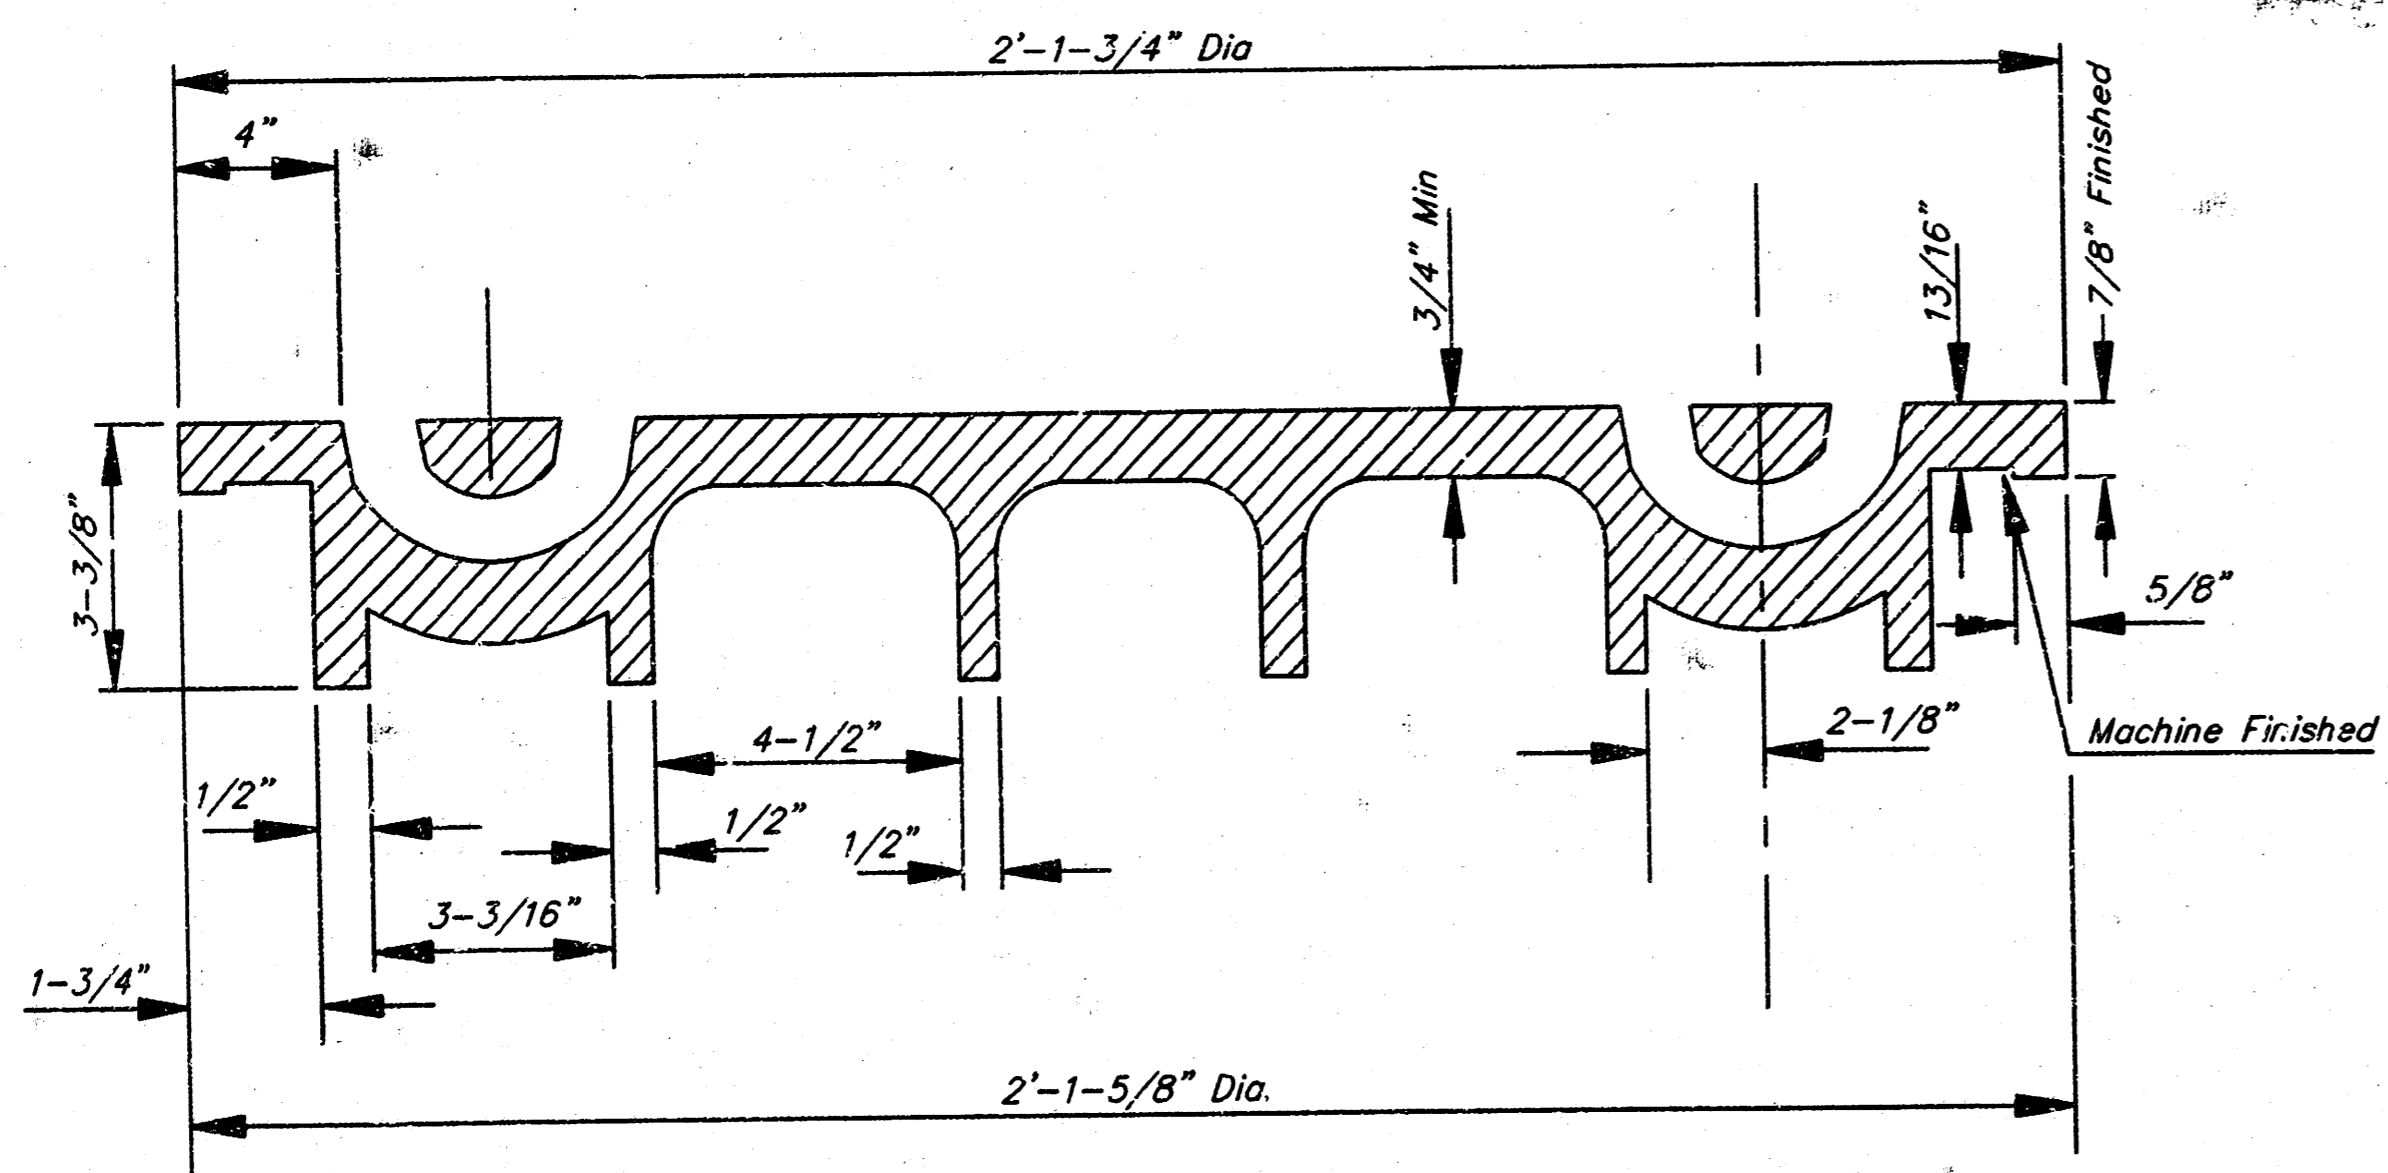 2'-1-3/4" Dia
4"
7/8" Finished
3/4" Min
13/16"
3-3/8"
5/8"
2-1/8"
Machine Finished
4-1/2"
1/2"
1/2"
1/2"
3-3/16"
1-3/4"
2'-1-5/8" Dia.